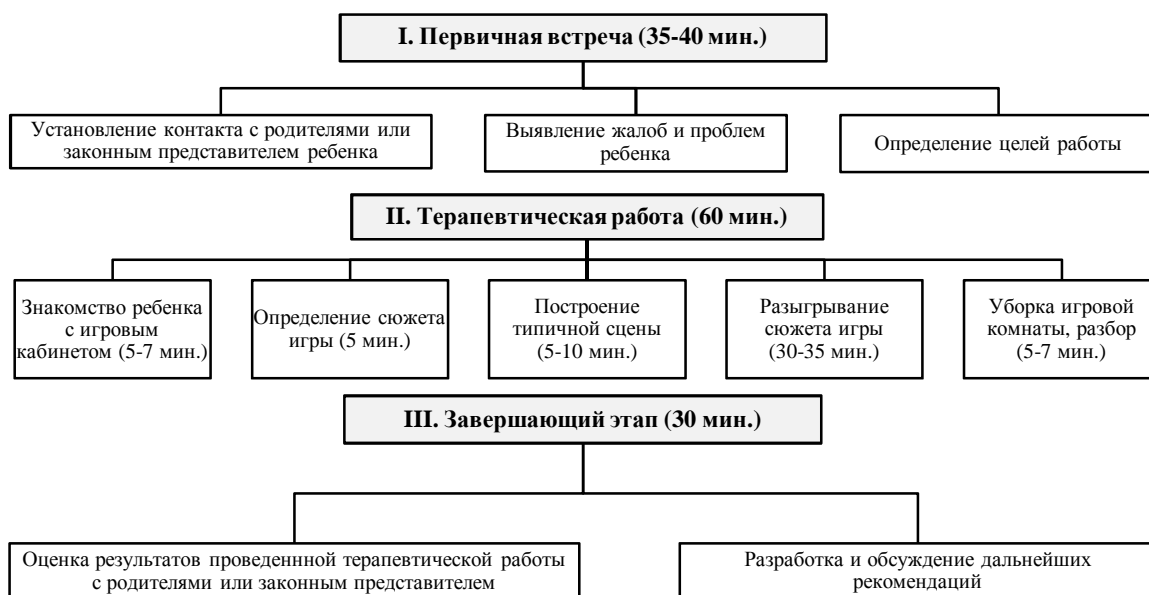 I. Первичная встреча (35-40 мин.)
Установление контакта с родителями или
законным представителем ребенка
Выявление жалоб и проблем
ребенка
Определение целей работы
II. Терапевтическая работа (60 мин.)
Знакомство ребенка
с игровым
кабинетом (5-7 мин.)
Определение сюжета
игры (5 мин.)
Построение
типичной сцены
(5-10 мин.)
Разыгрывание
сюжета игры
(30-35 мин.)
Уборка игровой
комнаты, разбор
(5-7 мин.)
III. Завершающий этап (30 мин.)
Оценка результатов проведеннной терапевтической работы
с родителями или законным представителем
Разработка и обсуждение дальнейших
рекомендаций